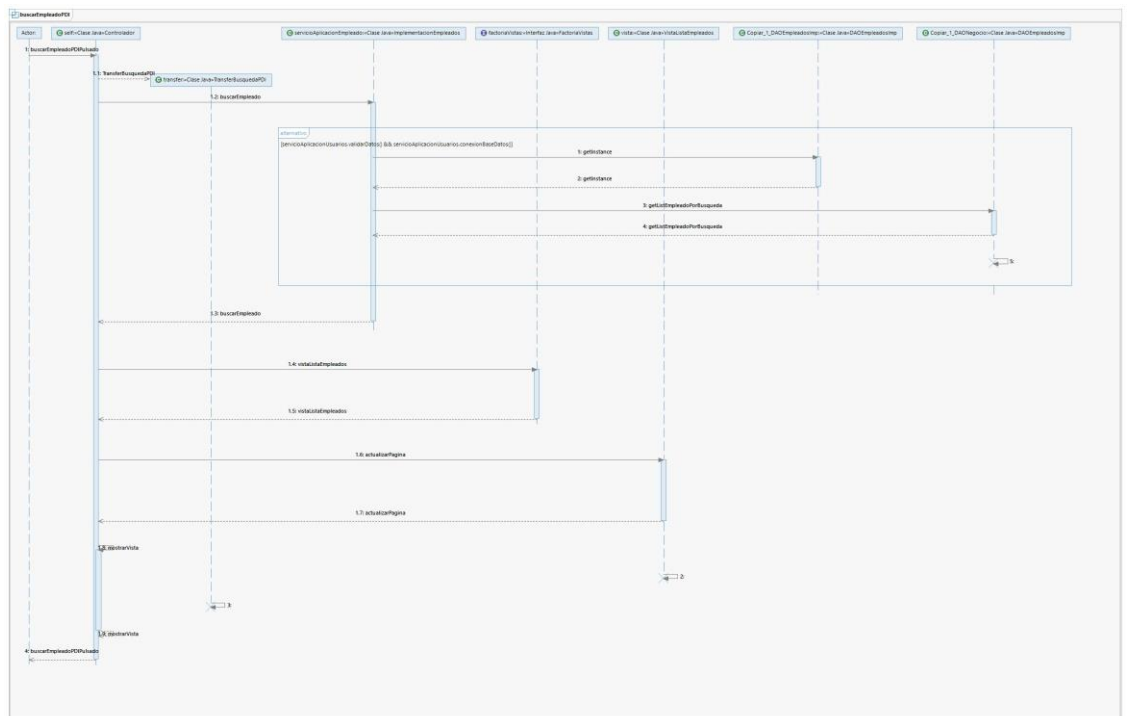 buscarEmpleadoPDI
Actor
self:<Clase Java>Controlador
servicioAplicacionEmpleado:<Clase Java>ImplementacionEmpleados
factoriaVistas:<Interfaz Java>FactoriaVistas
vista:<Clase Java>VistaListaEmpleados
Copiar_1_DAOEmpleadosImp:<Clase Java>DAOEmpleadosImp
Copiar_1_DAONegocio:<Clase Java>DAOEmpleadosImp
1: buscarEmpleadoPDIPulsado
1.1: TransferBusquedaPDI
transfer:<Clase Java>TransferBusquedaPDI
1.2: buscarEmpleado
alternativo
[servicioAplicacionUsuarios.validarDatos() && servicioAplicacionUsuarios.conexionBaseDatos()]
1: getInstance
2: getInstance
3: getListEmpleadoPorBusqueda
4: getListEmpleadoPorBusqueda
5:
1.3: buscarEmpleado
1.4: vistaListaEmpleados
1.5: vistaListaEmpleados
1.6: actualizarPagina
1.7: actualizarPagina
1.8: mostrarVista
2:
3:
1.9: mostrarVista
4: buscarEmpleadoPDIPulsado